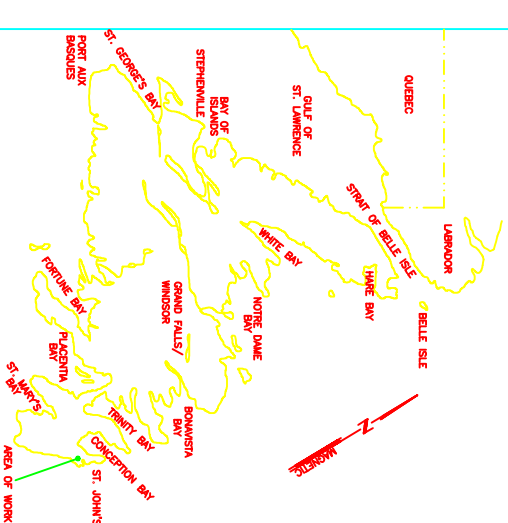 PORT AUX
BASQUES
ST. GEORGE'S BAY
STEPHENVILLE
BAY OF
ISLANDS
GULF OF
ST. LAWRENCE
QUEBEC
STRAIT OF BELLE ISLE
LABRADOR
WHITE BAY
HARE BAY
BELLE ISLE
FORTUNE BAY
GRAND FALLS/
WINDSOR
NOTRE DAME
BAY
PLACENTIA
BAY
ST. MARY'S
BAY
TRINITY BAY
BONAVISTA
BAY
CONCEPTION BAY
ST. JOHN'S
AREA OF WORK
N
MAGNETIC